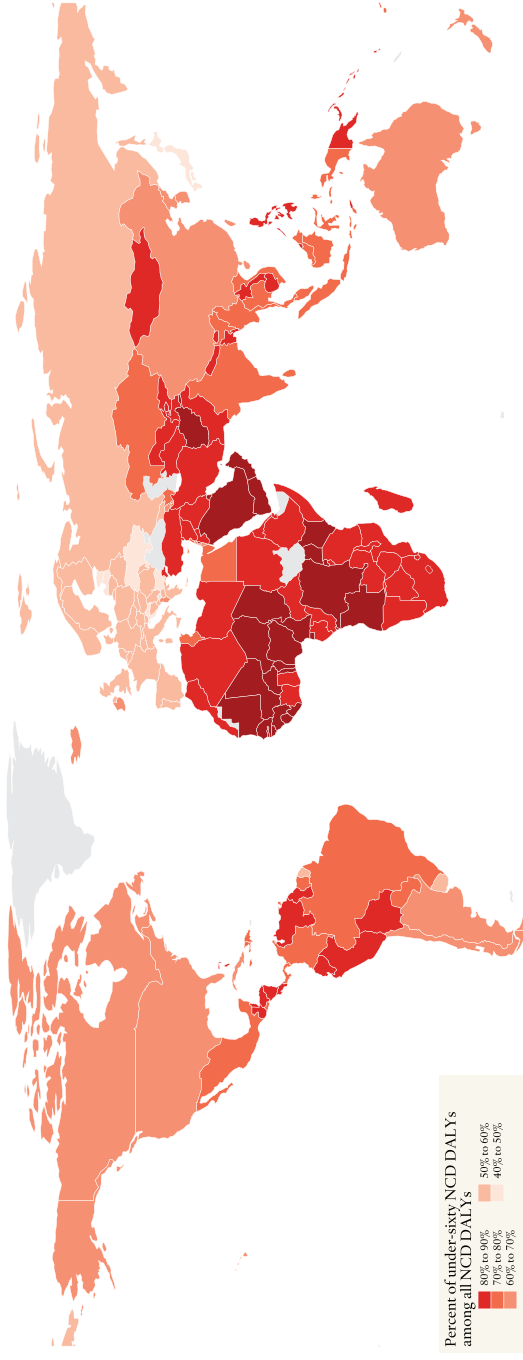 Percent of under-sixty NCD DALYs
among all NCD DALYs
80% to 90%
70% to 80%
60% to 70%
50% to 60%
40% to 50%